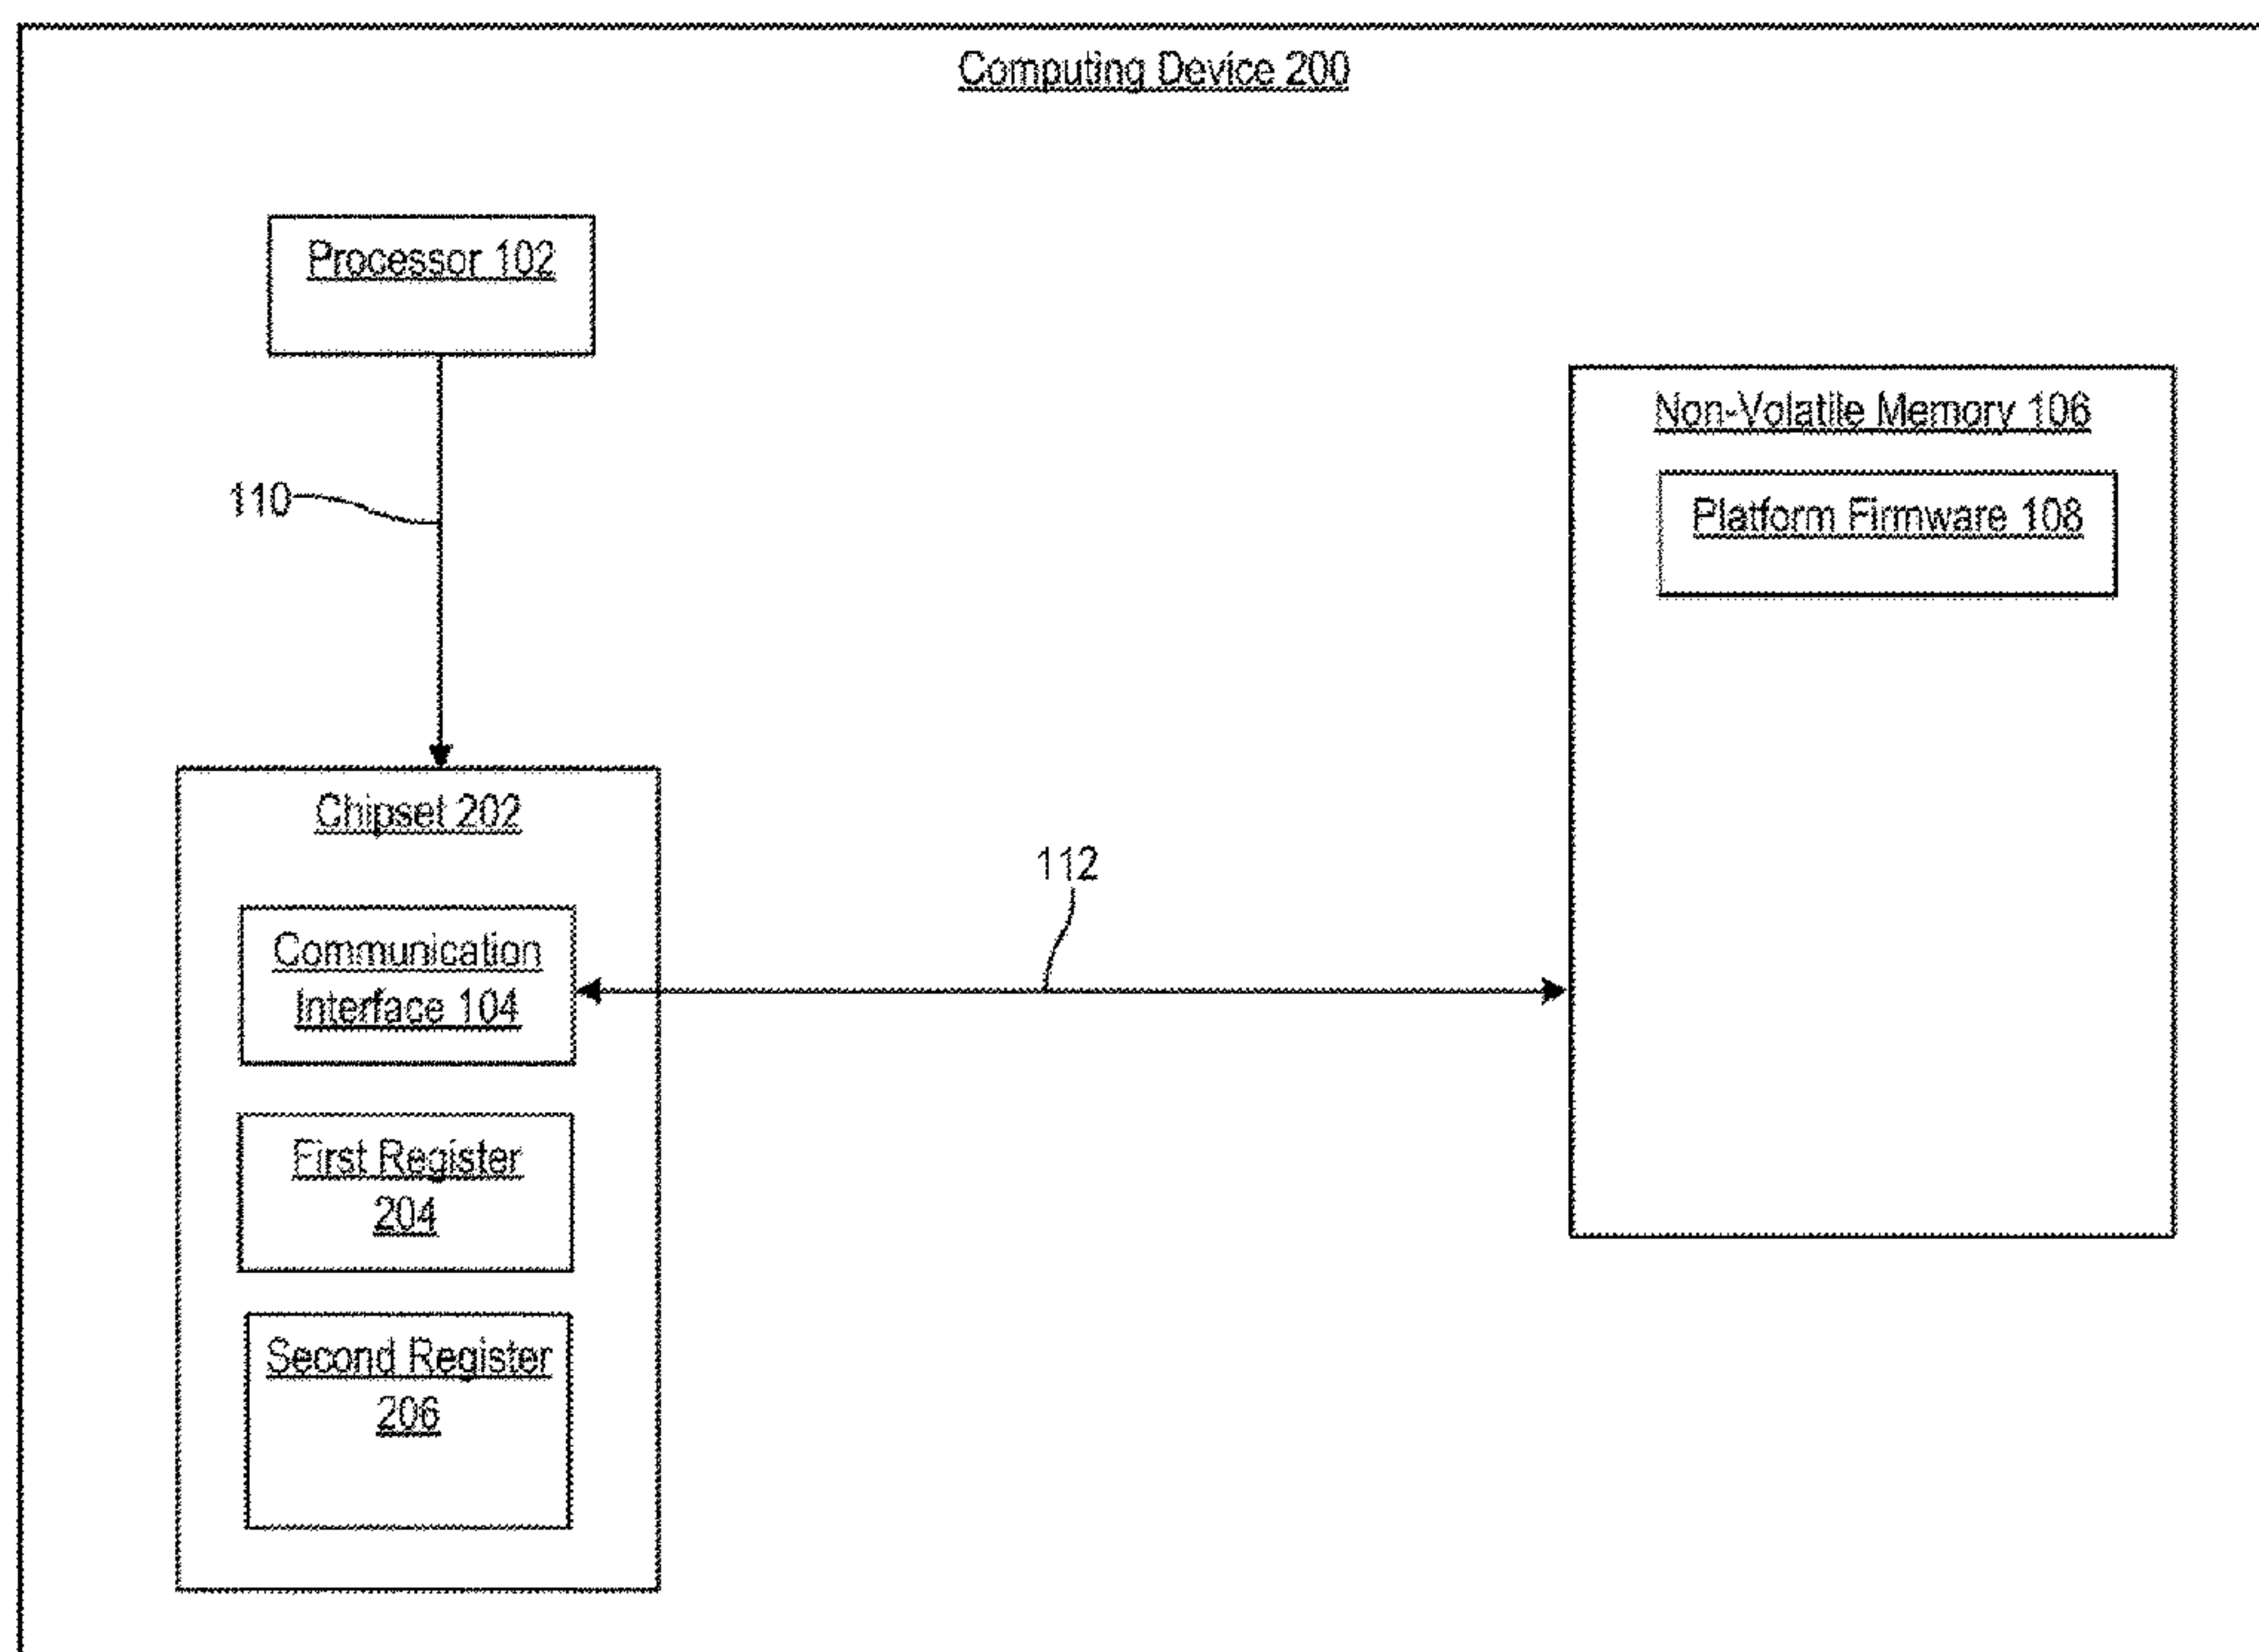 Computing Device 200
Processor 102
Non-Volatile Memory 106
Platform Firmware 108
110
Chipset 202
112
Communication
Interface 104
First Register
204
Second Register
206